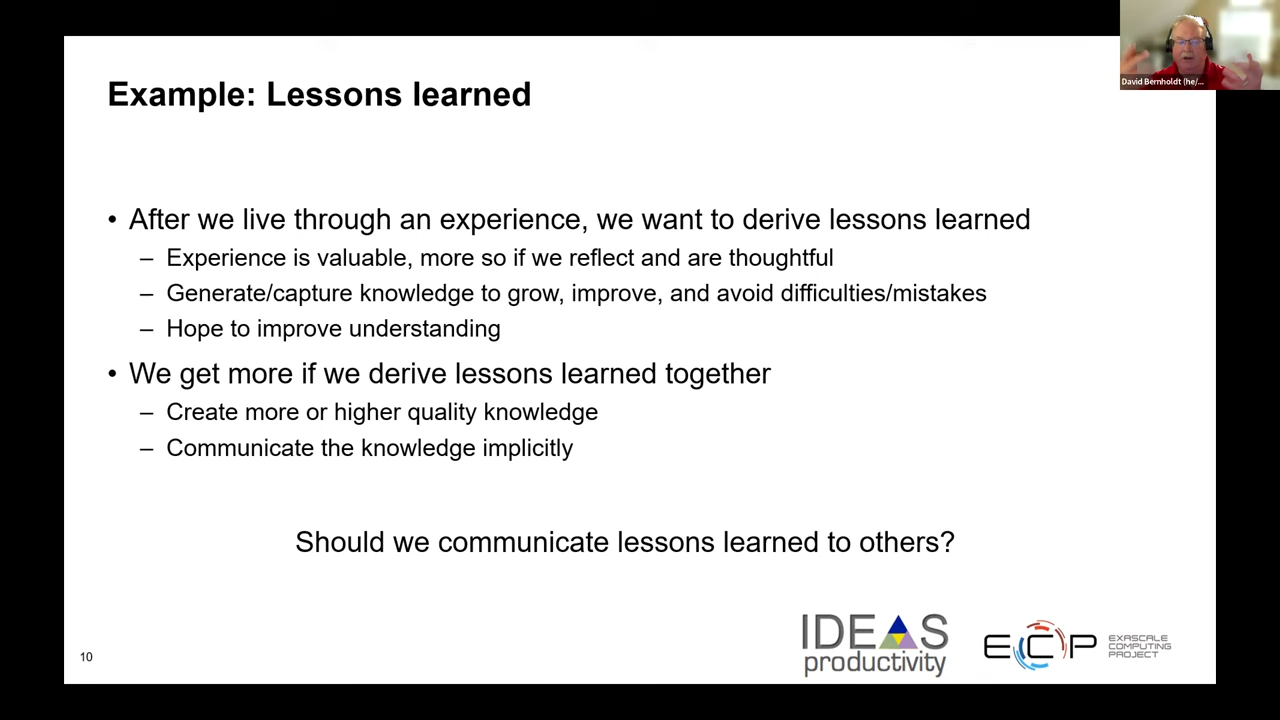 David Bernholdt (he/...
Example: Lessons learned
• After we live through an experience, we want to derive lessons learned
– Experience is valuable, more so if we reflect and are thoughtful
– Generate/capture knowledge to grow, improve, and avoid difficulties/mistakes
– Hope to improve understanding
• We get more if we derive lessons learned together
– Create more or higher quality knowledge
– Communicate the knowledge implicitly
Should we communicate lessons learned to others?
10
IDEAS
productivity
ECP
EXASCALE
COMPUTING
PROJECT